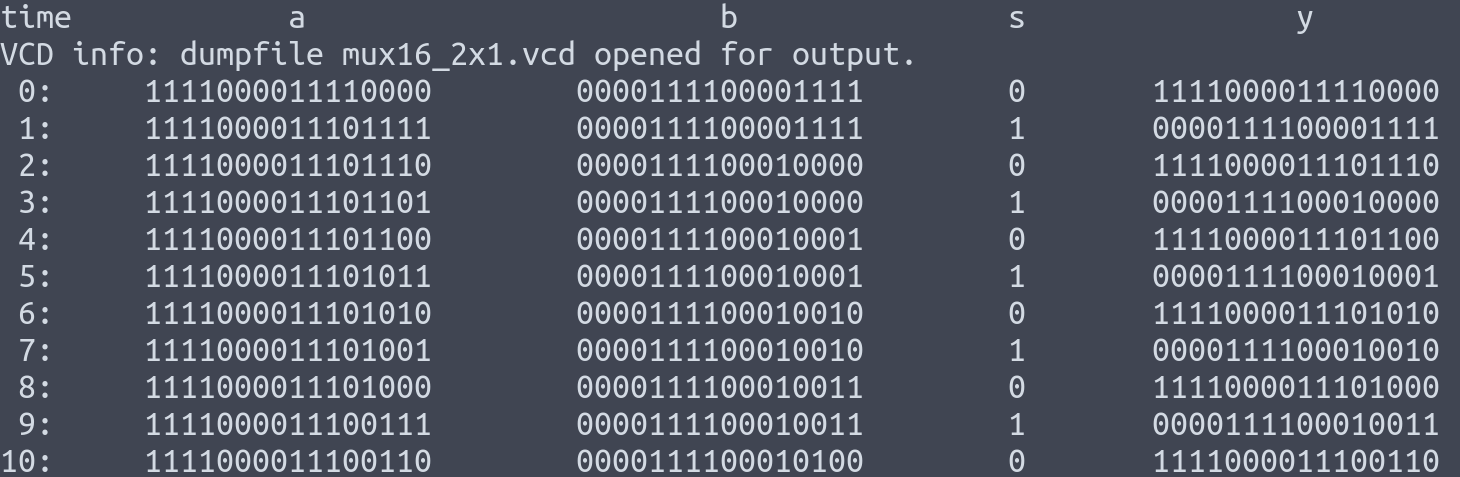 time a b s y
VCD info: dumpfile mux16_2x1.vcd opened for output.
0: 1111000011110000 0000111100001111 0 1111000011110000
1: 1111000011101111 0000111100001111 1 0000111100001111
2: 1111000011101110 0000111100010000 0 1111000011101110
3: 1111000011101101 0000111100010000 1 0000111100010000
4: 1111000011101100 0000111100010001 0 1111000011101100
5: 1111000011101011 0000111100010001 1 0000111100010001
6: 1111000011101010 0000111100010010 0 1111000011101010
7: 1111000011101001 0000111100010010 1 0000111100010010
8: 1111000011101000 0000111100010011 0 1111000011101000
9: 1111000011100111 0000111100010011 1 0000111100010011
10: 1111000011100110 0000111100010100 0 1111000011100110